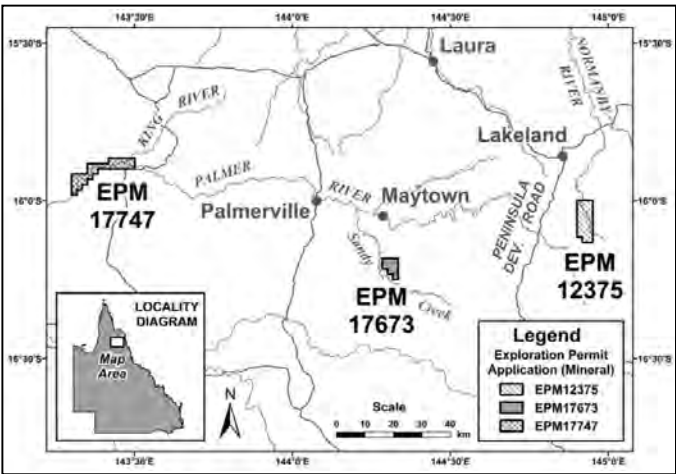 143°30'E
144°0'E
144°30'E
145°0'E
15°30'S
15°30'S
Laura
NORMANBY
RIVER
KING RIVER
Lakeland
PALMER RIVER
EPM
17747
16°0'S
16°0'S
Palmerville
Maytown
PENINSULA
DEV. ROAD
Sandy Creek
EPM
17673
EPM
12375
LOCALITY
DIAGRAM
Map
Area
16°30'S
16°30'S
N
Scale
0 10 20 30 40
km
Legend
Exploration Permit
Application (Mineral)
EPM12375
EPM17673
EPM17747
143°30'E
144°0'E
144°30'E
145°0'E